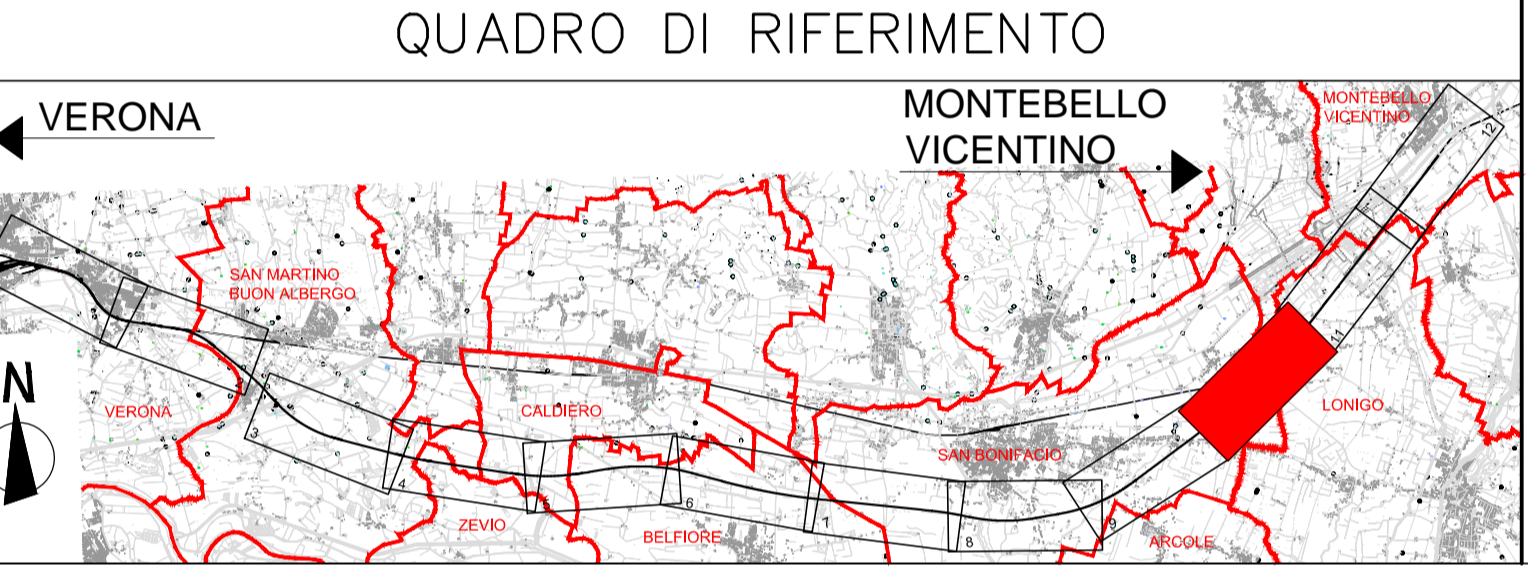 QUADRO DI RIFERIMENTO
VERONA
MONTEBELLO
VICENTINO
MONTEBELLO
VICENTINO
12
SAN MARTINO
BUON ALBERGO
N
VERONA
3
CALDIERO
11
LONIGO
SAN BONIFACIO
4
5
6
7
8
9
ZEVIO
BELFIORE
ARCOLE